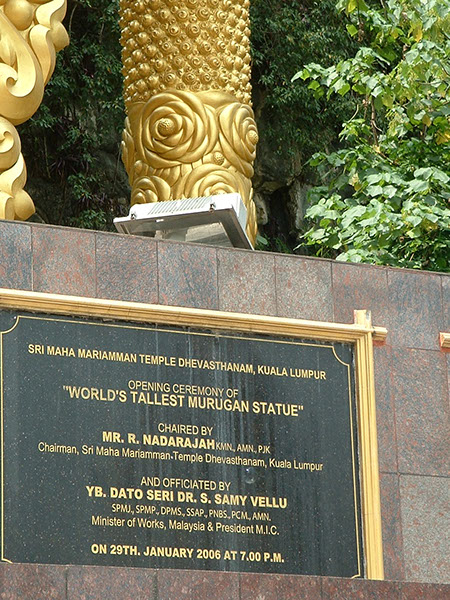 SRI MAHA MARIAMMAN TEMPLE DHEVASTHANAM, KUALA LUMPUR
OPENING CEREMONY OF
"WORLD'S TALLEST MURUGAN STATUE"
CHAIRED BY
MR. R. NADARAJAH KMN., AMN., PJK
Chairman, Sri Maha Mariamman Temple Dhevasthanam, Kuala Lumpur
AND OFFICIATED BY
YB. DATO SERI DR. S. SAMY VELLU
SPMJ, SPMP., DPMS., SSAP., PNBS., PCM., AMN.
Minister of Works, Malaysia & President M.I.C.
ON 29TH. JANUARY 2006 AT 7.00 P.M.